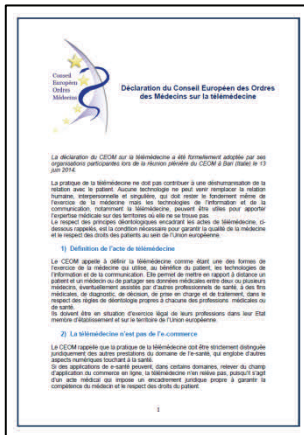 Conseil
Européen
Ordres
Médecins
Déclaration du Conseil Européen des Ordres
des Médecins sur la télémédecine
La déclaration du CEOM sur la télémédecine a été formellement adoptée par ses
organisations participantes lors de la réunion plénière du CEOM à Bari (Italie) le 13
juin 2014.
La pratique de la télémédecine ne doit pas contribuer à une déshumanisation de la
relation avec le patient. Aucune technologie ne peut venir remplacer la relation
humaine, interpersonnelle et singulière, qui doit rester le fondement même de
l'exercice de la médecine mais les technologies de l'information et de la
communication, notamment la télémédecine, peuvent être utiles pour apporter
l'expertise médicale sur des territoires où elle ne se trouve pas.
Le respect des principes déontologiques encadrant les actes de télémédecine, ci-
dessous rappelés, est la condition nécessaire pour garantir la qualité de la médecine
et le respect des droits des patients au sein de l'Union européenne.
1) Définition de l'acte de télémédecine
Le CEOM appelle à définir la télémédecine comme étant une des formes de
l'exercice de la médecine qui utilise, au bénéfice du patient, les technologies de
l'information et de la communication. Elle permet de mettre en rapport à distance un
patient et un médecin ou de partager ses données médicales entre deux ou plusieurs
médecins, éventuellement assistés par d'autres professionnels de santé, à des fins
médicales, de diagnostic, de décision, de prise en charge et de traitement, dans le
respect des règles de déontologie propres à chacune des professions médicales ou
de santé.
Ils doivent être en situation d'exercice légal de leurs professions dans leur Etat
membre d'établissement et sur le territoire de l'Union européenne.
2) La télémédecine n'est pas de l'e-commerce
Le CEOM rappelle que la pratique de la télémédecine doit être strictement distinguée
juridiquement des autres prestations du domaine de l'e-santé, qui englobe d'autres
aspects numériques touchant à la santé.
Si des applications de e-santé peuvent, dans certains domaines, relever du champ
d'application du commerce en ligne, la télémédecine n'en relève pas, puisqu'il s'agit
d'un acte médical qui impose un encadrement juridique propre à garantir la
compétence du médecin et le respect des droits du patient.
1